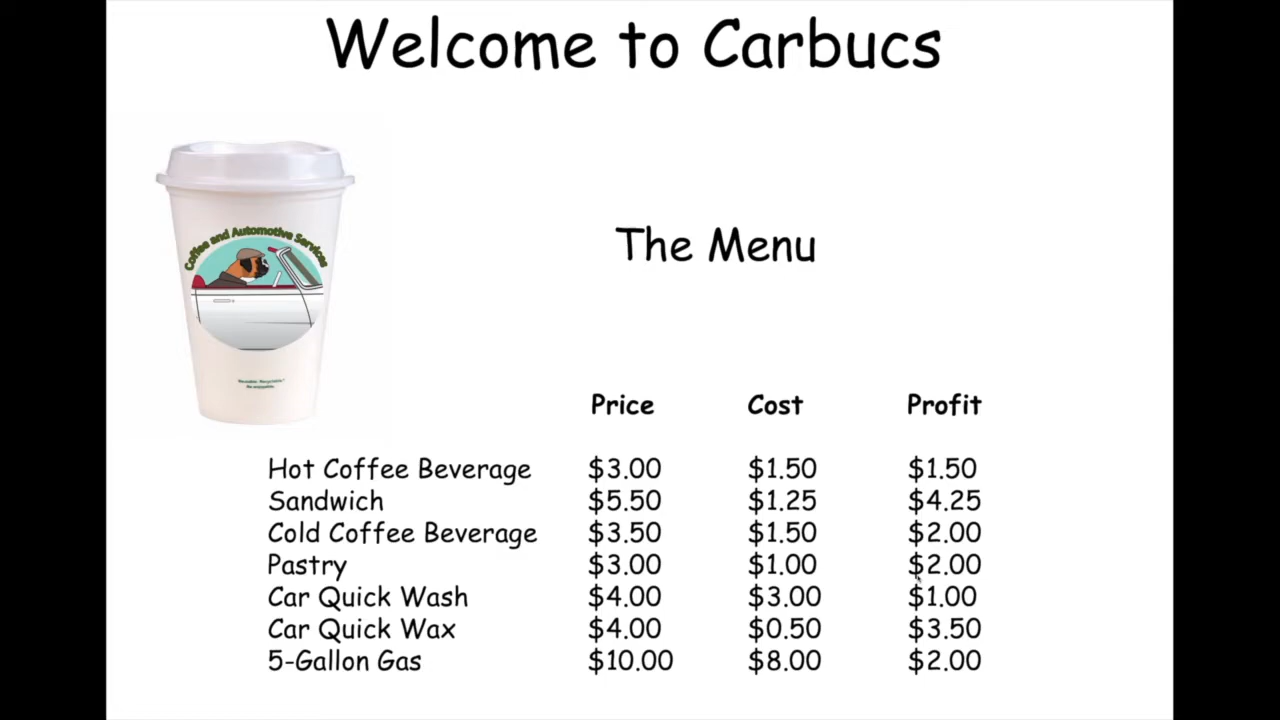 Welcome to Carbucs
Coffee and Automotive Services
The Menu
Price Cost Profit
Hot Coffee Beverage $3.00 $1.50 $1.50
Sandwich $5.50 $1.25 $4.25
Cold Coffee Beverage $3.50 $1.50 $2.00
Pastry $3.00 $1.00 $2.00
Car Quick Wash $4.00 $3.00 $1.00
Car Quick Wax $4.00 $0.50 $3.50
5-Gallon Gas $10.00 $8.00 $2.00